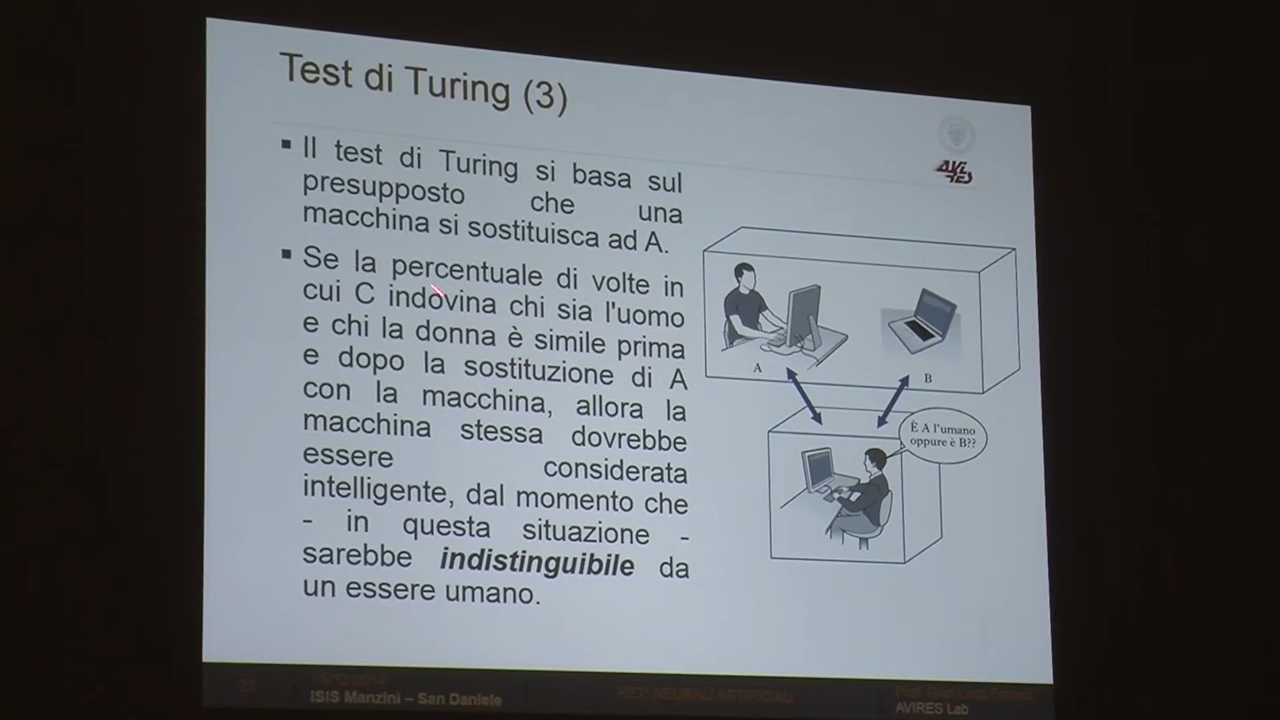 Test di Turing (3)
▪ Il test di Turing si basa sul
presupposto che una
macchina si sostituisca ad A.
▪ Se la percentuale di volte in
cui C indovina chi sia l'uomo
e chi la donna è simile prima
e dopo la sostituzione di A
con la macchina, allora la
macchina stessa dovrebbe
essere considerata
intelligente, dal momento che
- in questa situazione -
sarebbe indistinguibile da
un essere umano.
A
B
È A l'umano
oppure è B??
ISIS Manzini – San Daniele
RETI NEURALI ARTIFICIALI
AVIRES Lab